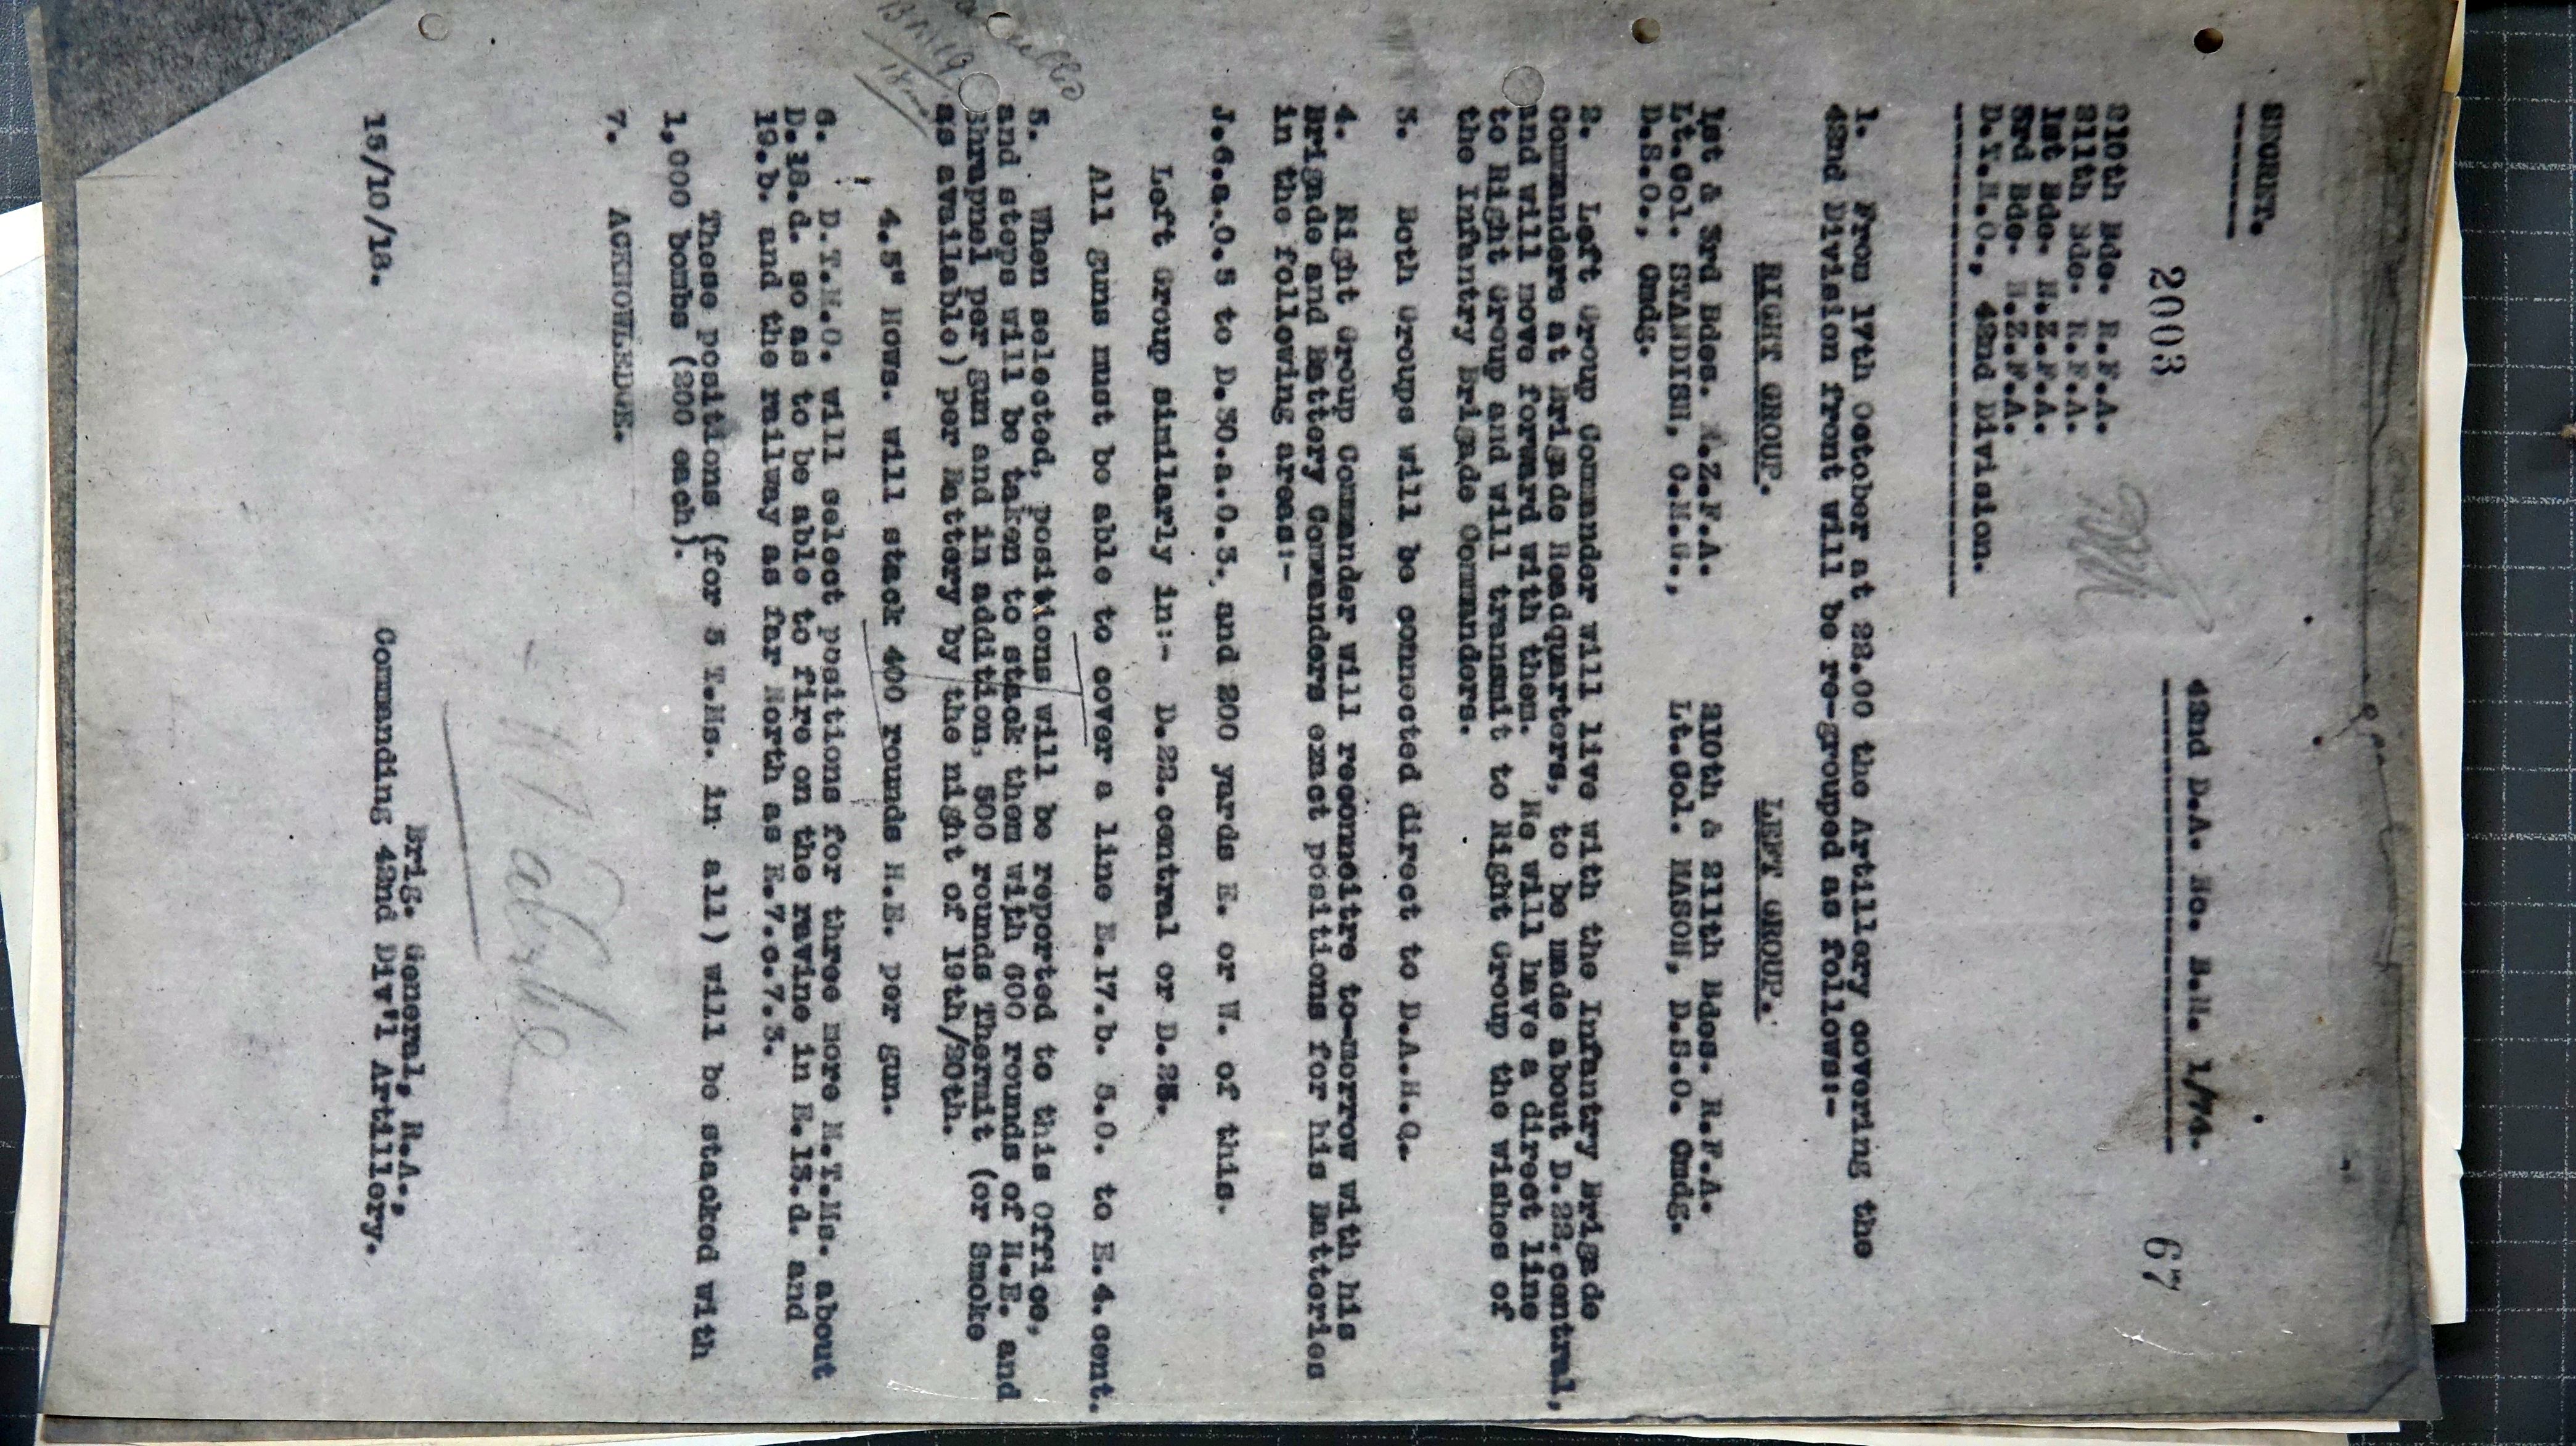 SECRET.
42nd D.A. No. B.M. 1/74.
2003
67
210th Bde. R.F.A.
211th Bde. R.F.A.
1st Bde. N.Z.F.A.
3rd Bde. N.Z.F.A.
D.T.M.O., 42nd Division.
1. From 17th October at 22.00 the Artillery covering the
42nd Division front will be re-grouped as follows:-
RIGHT GROUP. LEFT GROUP.
1st & 3rd Bdes. N.Z.F.A. 210th & 211th Bdes. R.F.A.
Lt.Col. STANDISH, C.M.G., Lt.Col. MASON, D.S.O. Cmdg.
D.S.O., Cmdg.
2. Left Group Commander will live with the Infantry Brigade
Commanders at Brigade Headquarters, to be made about D.22.central,
and will move forward with them. He will have a direct line
to Right Group and will transmit to Right Group the wishes of
the Infantry Brigade Commanders.
3. Both Groups will be connected direct to D.A.H.Q.
4. Right Group Commander will reconnoitre to-morrow with his
Brigade and Battery Commanders exact positions for his Batteries
in the following areas:-
J.6.a.0.5 to D.30.a.0.3. and 200 yards E. or W. of this.
Left Group similarly in:- D.22.central or D.23.
All guns must be able to cover a line E.17.b. 5.0. to E.4.cent.
5. When selected, positions will be reported to this Office,
and steps will be taken to stack them with 600 rounds of H.E. and
shrapnel per gun and in addition, 500 rounds Thermit (or Smoke
as available) per Battery by the night of 19th/20th.
4.5" Hows. will stack 400 rounds H.E. per gun.
6. D.T.M.O. will select positions for three more M.T.Ms. about
D.18.d. so as to be able to fire on the ravine in E.13.d. and
19.b. and the railway as far North as E.7.c.7.3.
These positions (for 5 T.Ms. in all) will be stacked with
1,000 bombs (200 each).
7. ACKNOWLEDGE.
Brig. General, R.A.,
15/10/18. Commanding 42nd Div'l Artillery.